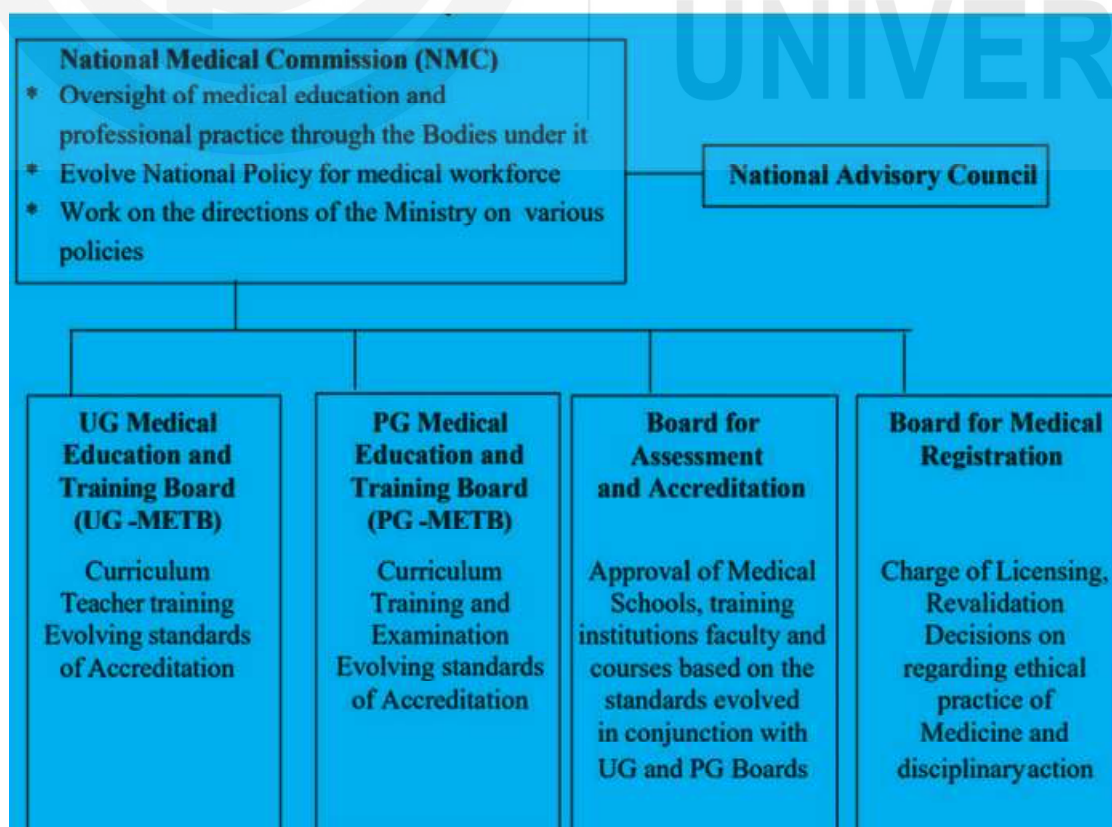 UNIVER
National Medical Commission (NMC)
* Oversight of medical education and
professional practice through the Bodies under it
* Evolve National Policy for medical workforce
* Work on the directions of the Ministry on various
policies
National Advisory Council
UG Medical
Education and
Training Board
(UG -METB)
Curriculum
Teacher training
Evolving standards
of Accreditation
PG Medical
Education and
Training Board
(PG -METB)
Curriculum
Training and
Examination
Evolving standards
of Accreditation
Board for
Assessment
and Accreditation
Approval of Medical
Schools, training
institutions faculty and
courses based on the
standards evolved
in conjunction with
UG and PG Boards
Board for Medical
Registration
Charge of Licensing,
Revalidation
Decisions on
regarding ethical
practice of
Medicine and
disciplinaryaction